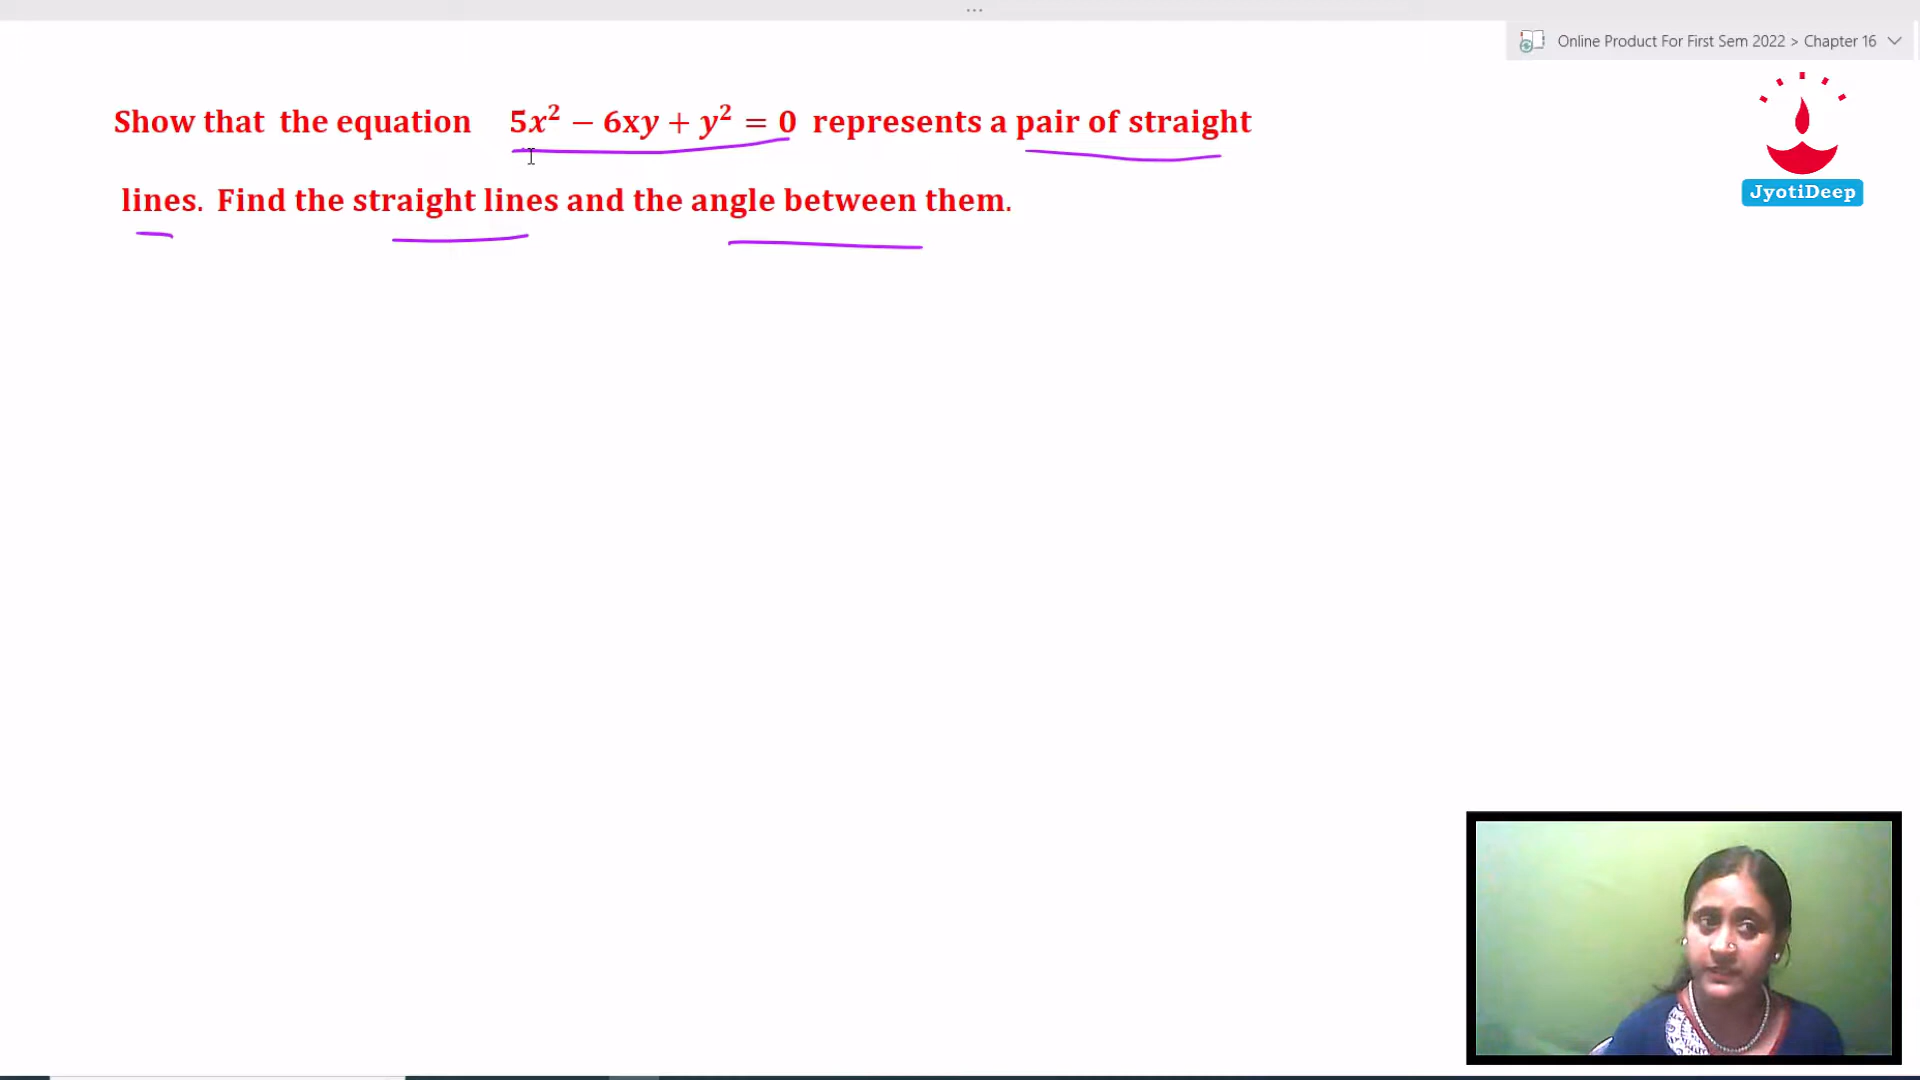 ...
Online Product For First Sem 2022 > Chapter 16
Show that the equation 5x² − 6xy + y² = 0 represents a pair of straight
lines. Find the straight lines and the angle between them.
JyotiDeep